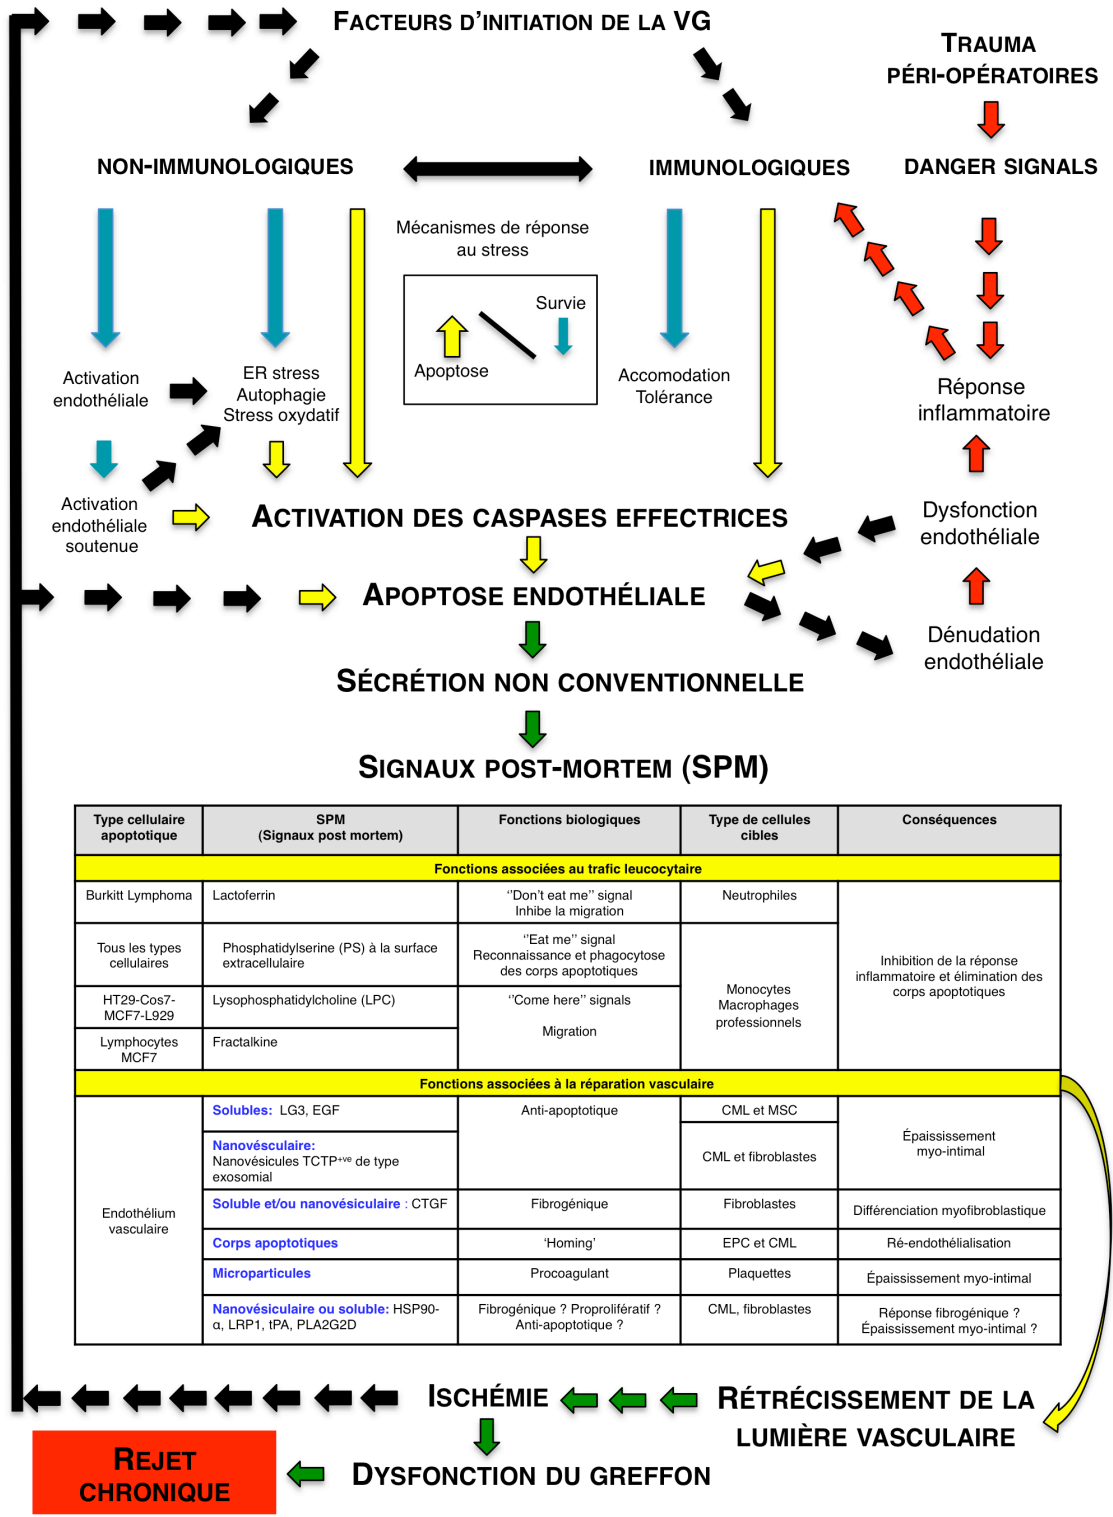 FACTEURS D'INITIATION DE LA VG
TRAUMA
PÉRI-OPÉRATOIRES
NON-IMMUNOLOGIQUES
IMMUNOLOGIQUES
DANGER SIGNALS
Mécanismes de réponse
au stress
Survie
Apoptose
Activation
endothéliale
ER stress
Autophagie
Stress oxydatif
Accomodation
Tolérance
Réponse
inflammatoire
Activation
endothéliale
soutenue
ACTIVATION DES CASPASES EFFECTRICES
Dysfonction
endothéliale
APOPTOSE ENDOTHÉLIALE
Dénudation
endothéliale
SÉCRÉTION NON CONVENTIONNELLE
SIGNAUX POST-MORTEM (SPM)
Type cellulaire
apoptotique
SPM
(Signaux post mortem)
Fonctions biologiques
Type de cellules
cibles
Conséquences
Fonctions associées au trafic leucocytaire
Burkitt Lymphoma
Lactoferrin
‘'Don't eat me'’ signal
Inhibe la migration
Neutrophiles
Tous les types
cellulaires
Phosphatidylserine (PS) à la surface
extracellulaire
‘'Eat me'’ signal
Reconnaissance et phagocytose
des corps apoptotiques
Monocytes
Macrophages
professionnels
Inhibition de la réponse
inflammatoire et élimination des
corps apoptotiques
HT29-Cos7-
MCF7-L929
Lysophosphatidylcholine (LPC)
‘'Come here'’ signals
Migration
Lymphocytes
MCF7
Fractalkine
Fonctions associées à la réparation vasculaire
Endothélium
vasculaire
Solubles: LG3, EGF
Anti-apoptotique
CML et MSC
Épaississement
myo-intimal
Nanovésculaire:
Nanovésicules TCTP+ve de type
exosomial
CML et fibroblastes
Soluble et/ou nanovésiculaire : CTGF
Fibrogénique
Fibroblastes
Différenciation myofibroblastique
Corps apoptotiques
‘Homing’
EPC et CML
Ré-endothélialisation
Microparticules
Procoagulant
Plaquettes
Épaississement myo-intimal
Nanovésiculaire ou soluble: HSP90-
α, LRP1, tPA, PLA2G2D
Fibrogénique ? Proprolifératif ?
Anti-apoptotique ?
CML, fibroblastes
Réponse fibrogénique ?
Épaississement myo-intimal ?
ISCHÉMIE
RÉTRÉCISSEMENT DE LA
LUMIÈRE VASCULAIRE
REJET
CHRONIQUE
DYSFONCTION DU GREFFON